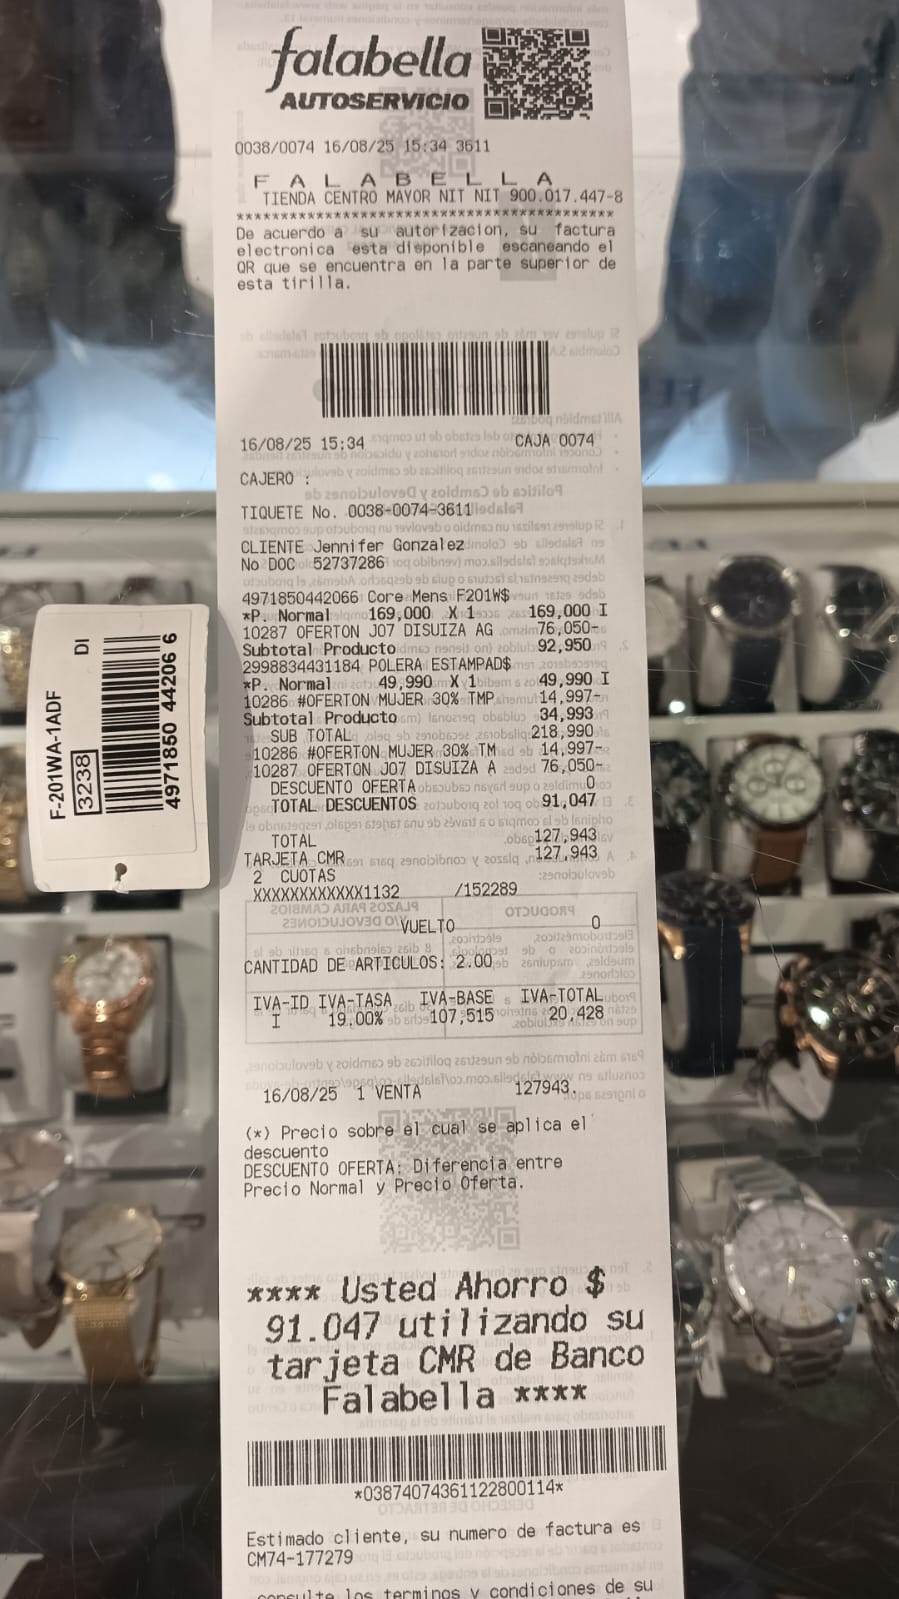 falabella
AUTOSERVICIO
0038/0074 16/08/25 15:34 3611
F A L A B E L L A
TIENDA CENTRO MAYOR NIT NIT 900.017.447-8
******************************************
De acuerdo a su autorizacion, su factura
electronica esta disponible escaneando el
QR que se encuentra en la parte superior de
esta tirilla.
16/08/25 15:34 CAJA 0074
CAJERO :
TIQUETE No. 0038-0074-3611
CLIENTE Jennifer Gonzalez
No DOC 52737286
4971850442066 Core Mens F201W$
*P. Normal 169,000 X 1 169,000 I
10287 OFERTON J07 DISUIZA AG 76,050-
Subtotal Producto 92,950
2998834431184 POLERA ESTAMPAD$
*P. Normal 49,990 X 1 49,990 I
10286 #OFERTON MUJER 30% TMP 14,997-
Subtotal Producto 34,993
SUB TOTAL 218,990
10286 #OFERTON MUJER 30% TM 14,997-
10287 OFERTON J07 DISUIZA A 76,050-
DESCUENTO OFERTA 0
TOTAL DESCUENTOS 91,047
TOTAL 127,943
TARJETA CMR 127,943
2 CUOTAS
XXXXXXXXXXXX1132 /152289
VUELTO 0
CANTIDAD DE ARTICULOS: 2.00
IVA-ID IVA-TASA IVA-BASE IVA-TOTAL
I 19.00% 107,515 20,428
16/08/25 1 VENTA 127943.
(*) Precio sobre el cual se aplica el
descuento
DESCUENTO OFERTA: Diferencia entre
Precio Normal y Precio Oferta.
**** Usted Ahorro $
91.047 utilizando su
tarjeta CMR de Banco
Falabella ****
*03874074361122800114*
Estimado cliente, su numero de factura es
CM74-177279
consulte los terminos y condiciones de su
F-201WA-1ADF
3238
DI
4971850 44206 6